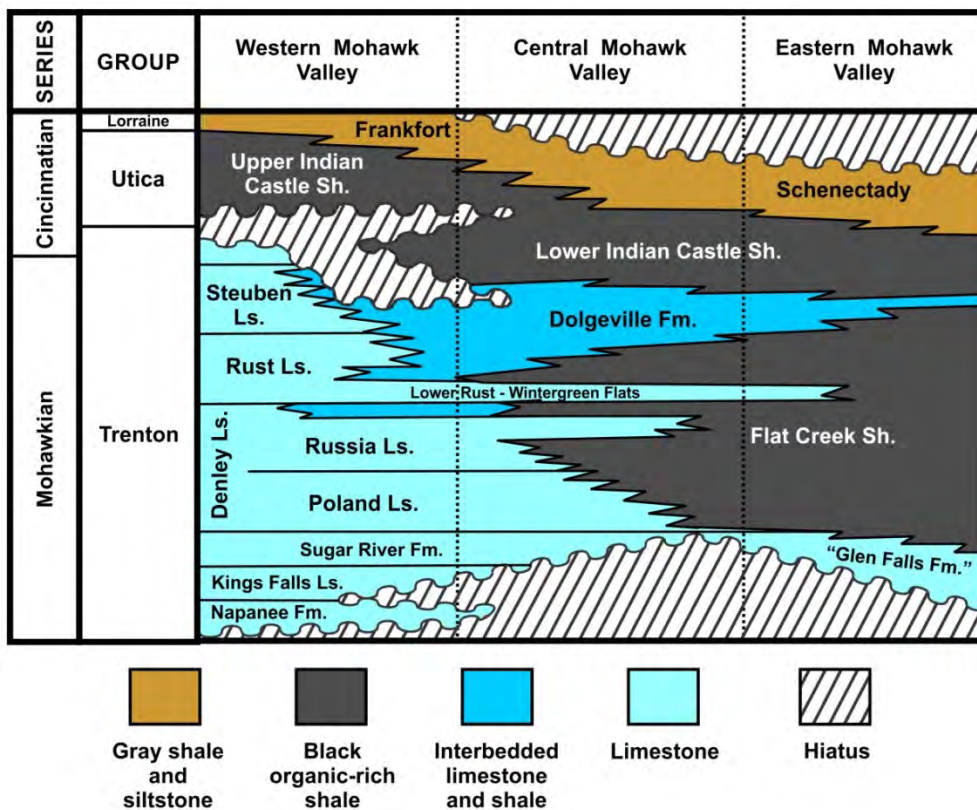 SERIES
GROUP
Western Mohawk
Valley
Central Mohawk
Valley
Eastern Mohawk
Valley
Cincinnatian
Mohawkian
Lorraine
Utica
Trenton
Frankfort
Upper Indian
Castle Sh.
Schenectady
Lower Indian Castle Sh.
Steuben
Ls.
Dolgeville Fm.
Rust Ls.
Lower Rust - Wintergreen Flats
Denley Ls.
Russia Ls.
Flat Creek Sh.
Poland Ls.
Sugar River Fm.
"Glen Falls Fm."
Kings Falls Ls.
Napanee Fm.
Gray shale
and
siltstone
Black
organic-rich
shale
Interbedded
limestone
and shale
Limestone
Hiatus